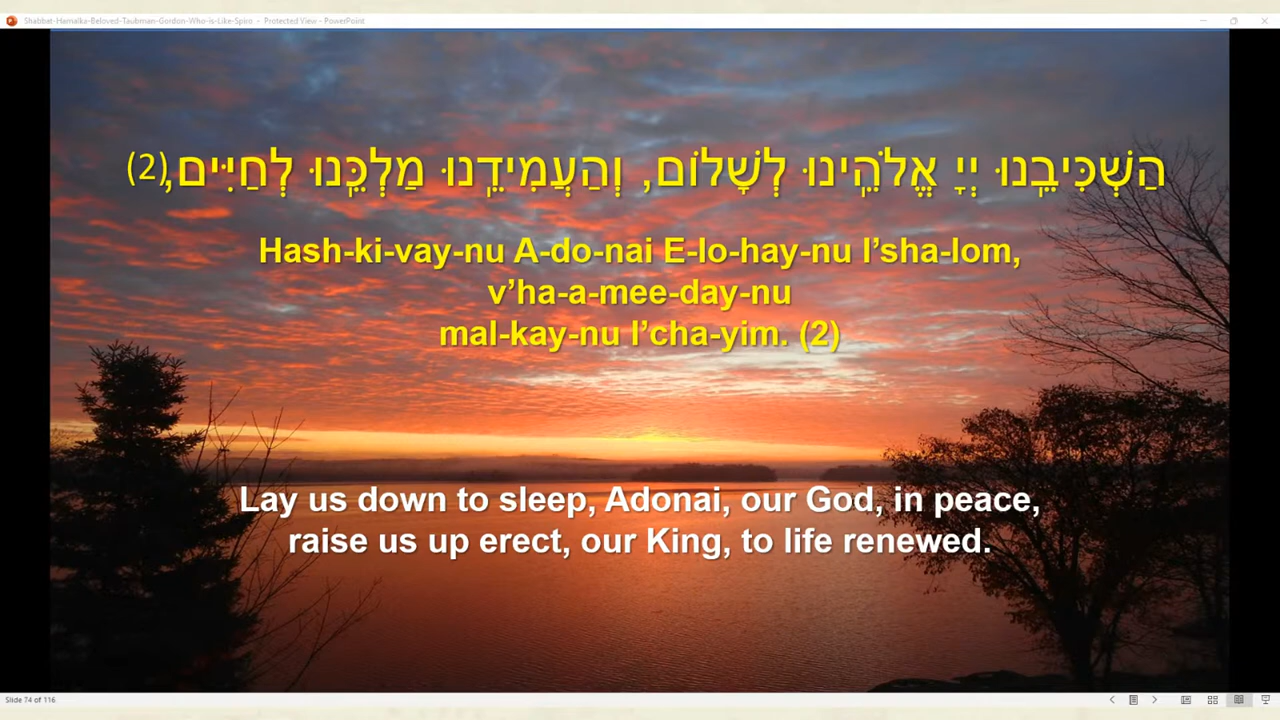 Shabbat-Hamalka-Beloved-Taubman-Gordon-Who-is-Like-Spiro - Protected View - PowerPoint
הַשְׁכִּיבֵֽנוּ יְיָ אֱלֹהֵֽינוּ לְשָׁלוֹם, וְהַעֲמִידֵֽנוּ מַלְכֵּֽנוּ לְחַיִּים,(2)
Hash-ki-vay-nu A-do-nai E-lo-hay-nu l’sha-lom,
v’ha-a-mee-day-nu
mal-kay-nu l’cha-yim. (2)
Lay us down to sleep, Adonai, our God, in peace,
raise us up erect, our King, to life renewed.
Slide 74 of 116